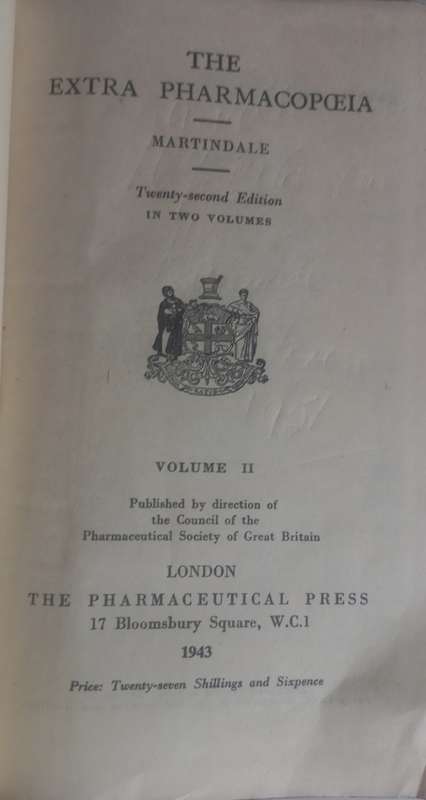 THE
EXTRA PHARMACOPŒIA
MARTINDALE
Twenty-second Edition
IN TWO VOLUMES
VOLUME II
Published by direction of
the Council of the
Pharmaceutical Society of Great Britain
LONDON
THE PHARMACEUTICAL PRESS
17 Bloomsbury Square, W.C.1
1943
Price: Twenty-seven Shillings and Sixpence